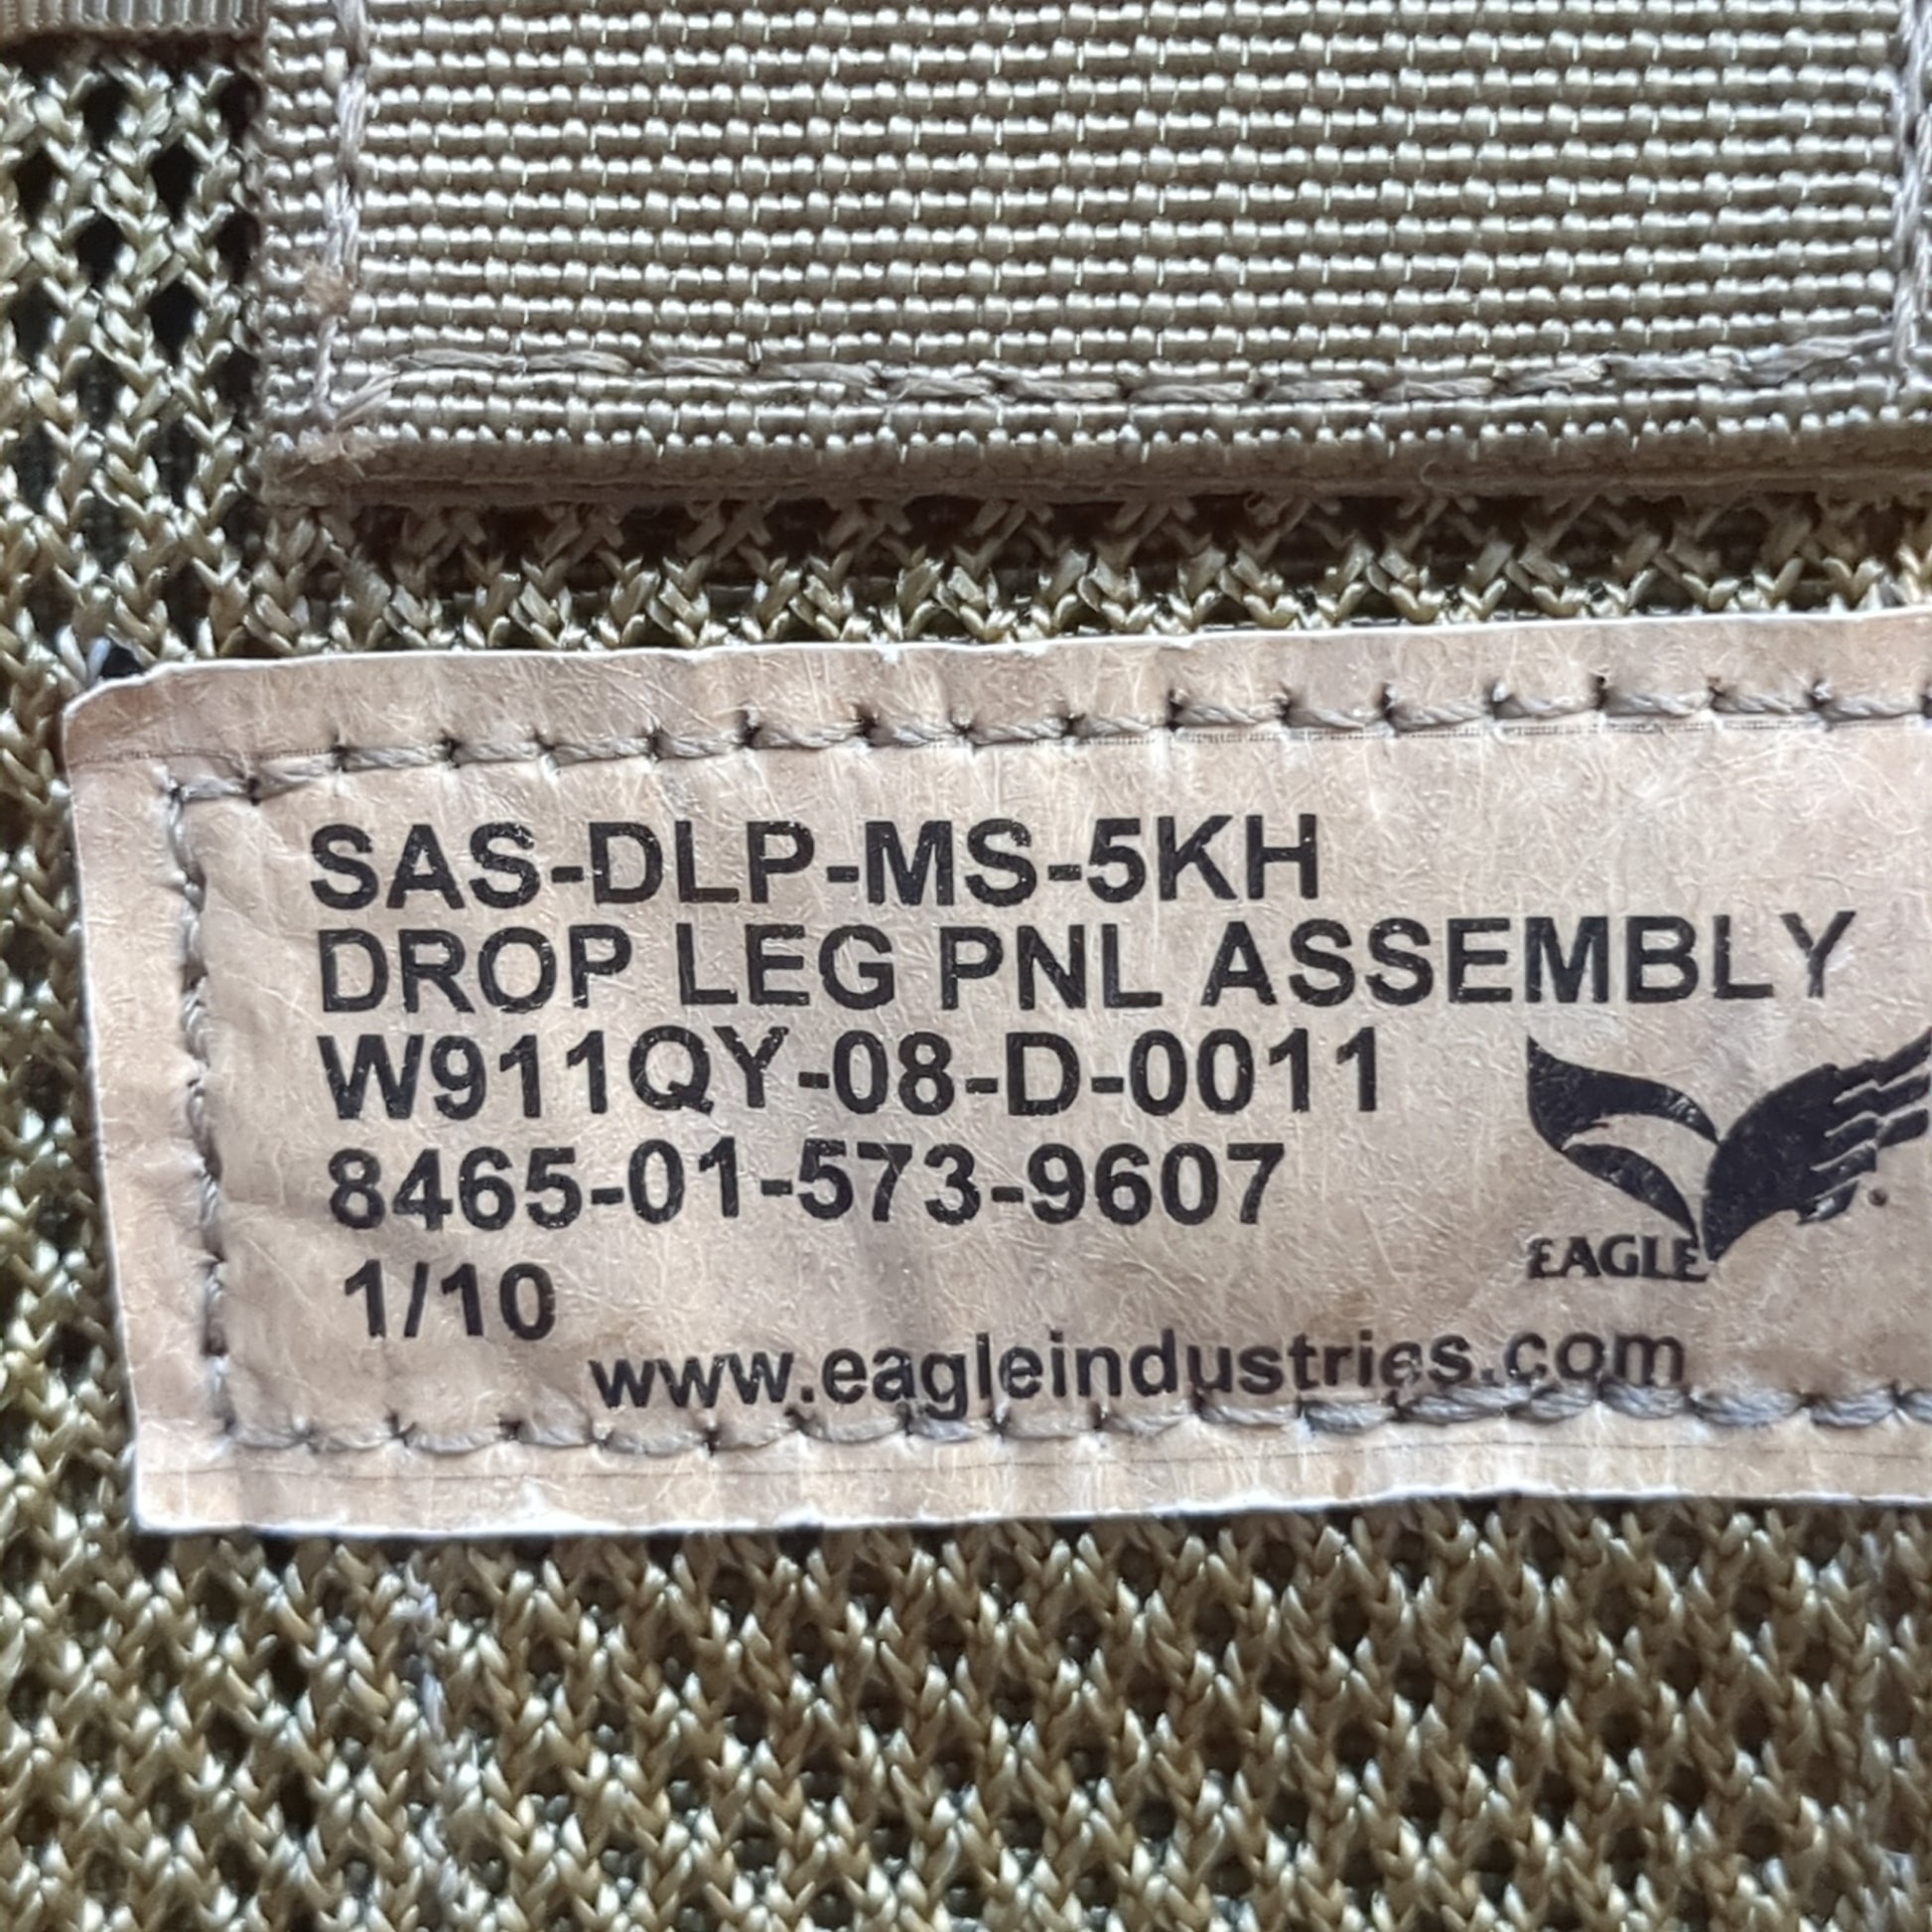 SAS-DLP-MS-5KH
DROP LEG PNL ASSEMBLY
W911QY-08-D-0011
8465-01-573-9607
1/10
EAGLE
www.eagleindustries.com